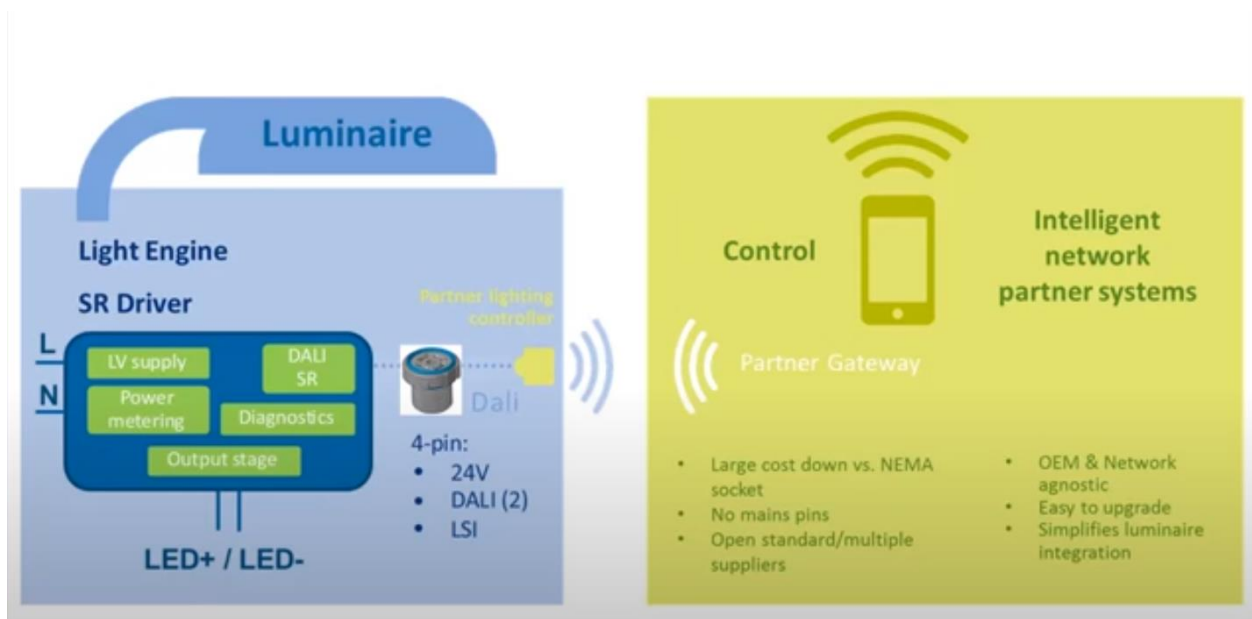 Luminaire
Light Engine
SR Driver
Partner lighting
controller
L
N
LV supply
DALI
SR
Power
metering
Diagnostics
Output stage
Dali
4-pin:
• 24V
• DALI (2)
• LSI
LED+ / LED-
Control
Intelligent
network
partner systems
Partner Gateway
• Large cost down vs. NEMA
socket
• No mains pins
• Open standard/multiple
suppliers
• OEM & Network
agnostic
• Easy to upgrade
• Simplifies luminaire
integration